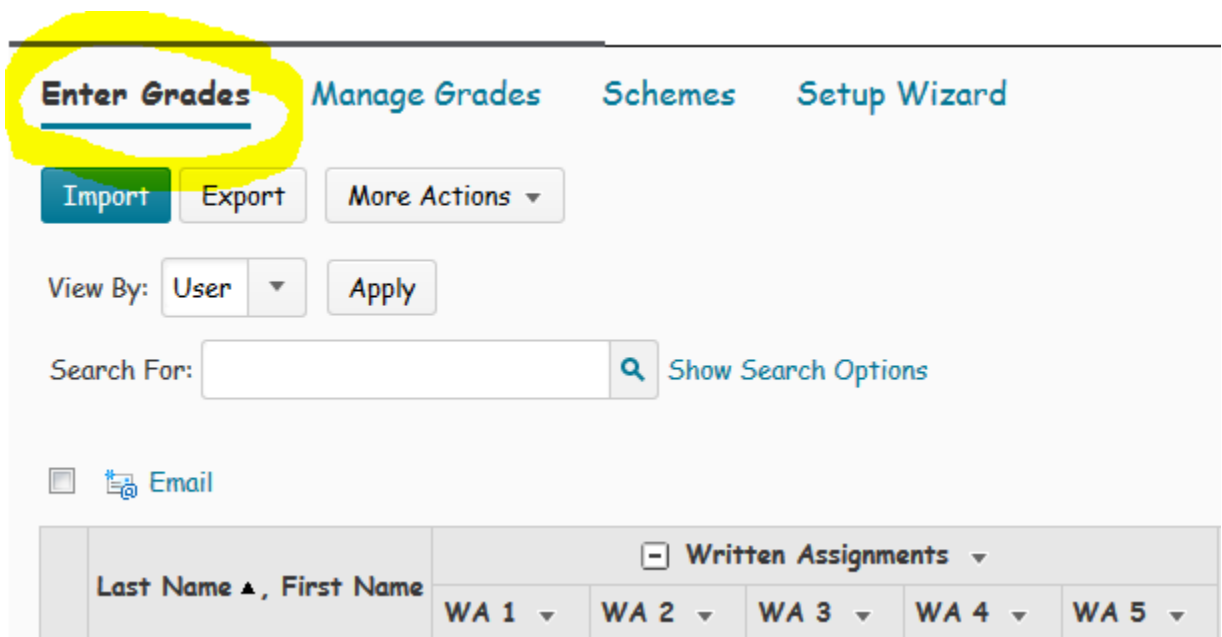 Enter Grades Manage Grades Schemes Setup Wizard
Import Export More Actions
View By: User Apply
Search For: Show Search Options
Email
Written Assignments
Last Name ▲, First Name
WA 1 WA 2 WA 3 WA 4 WA 5